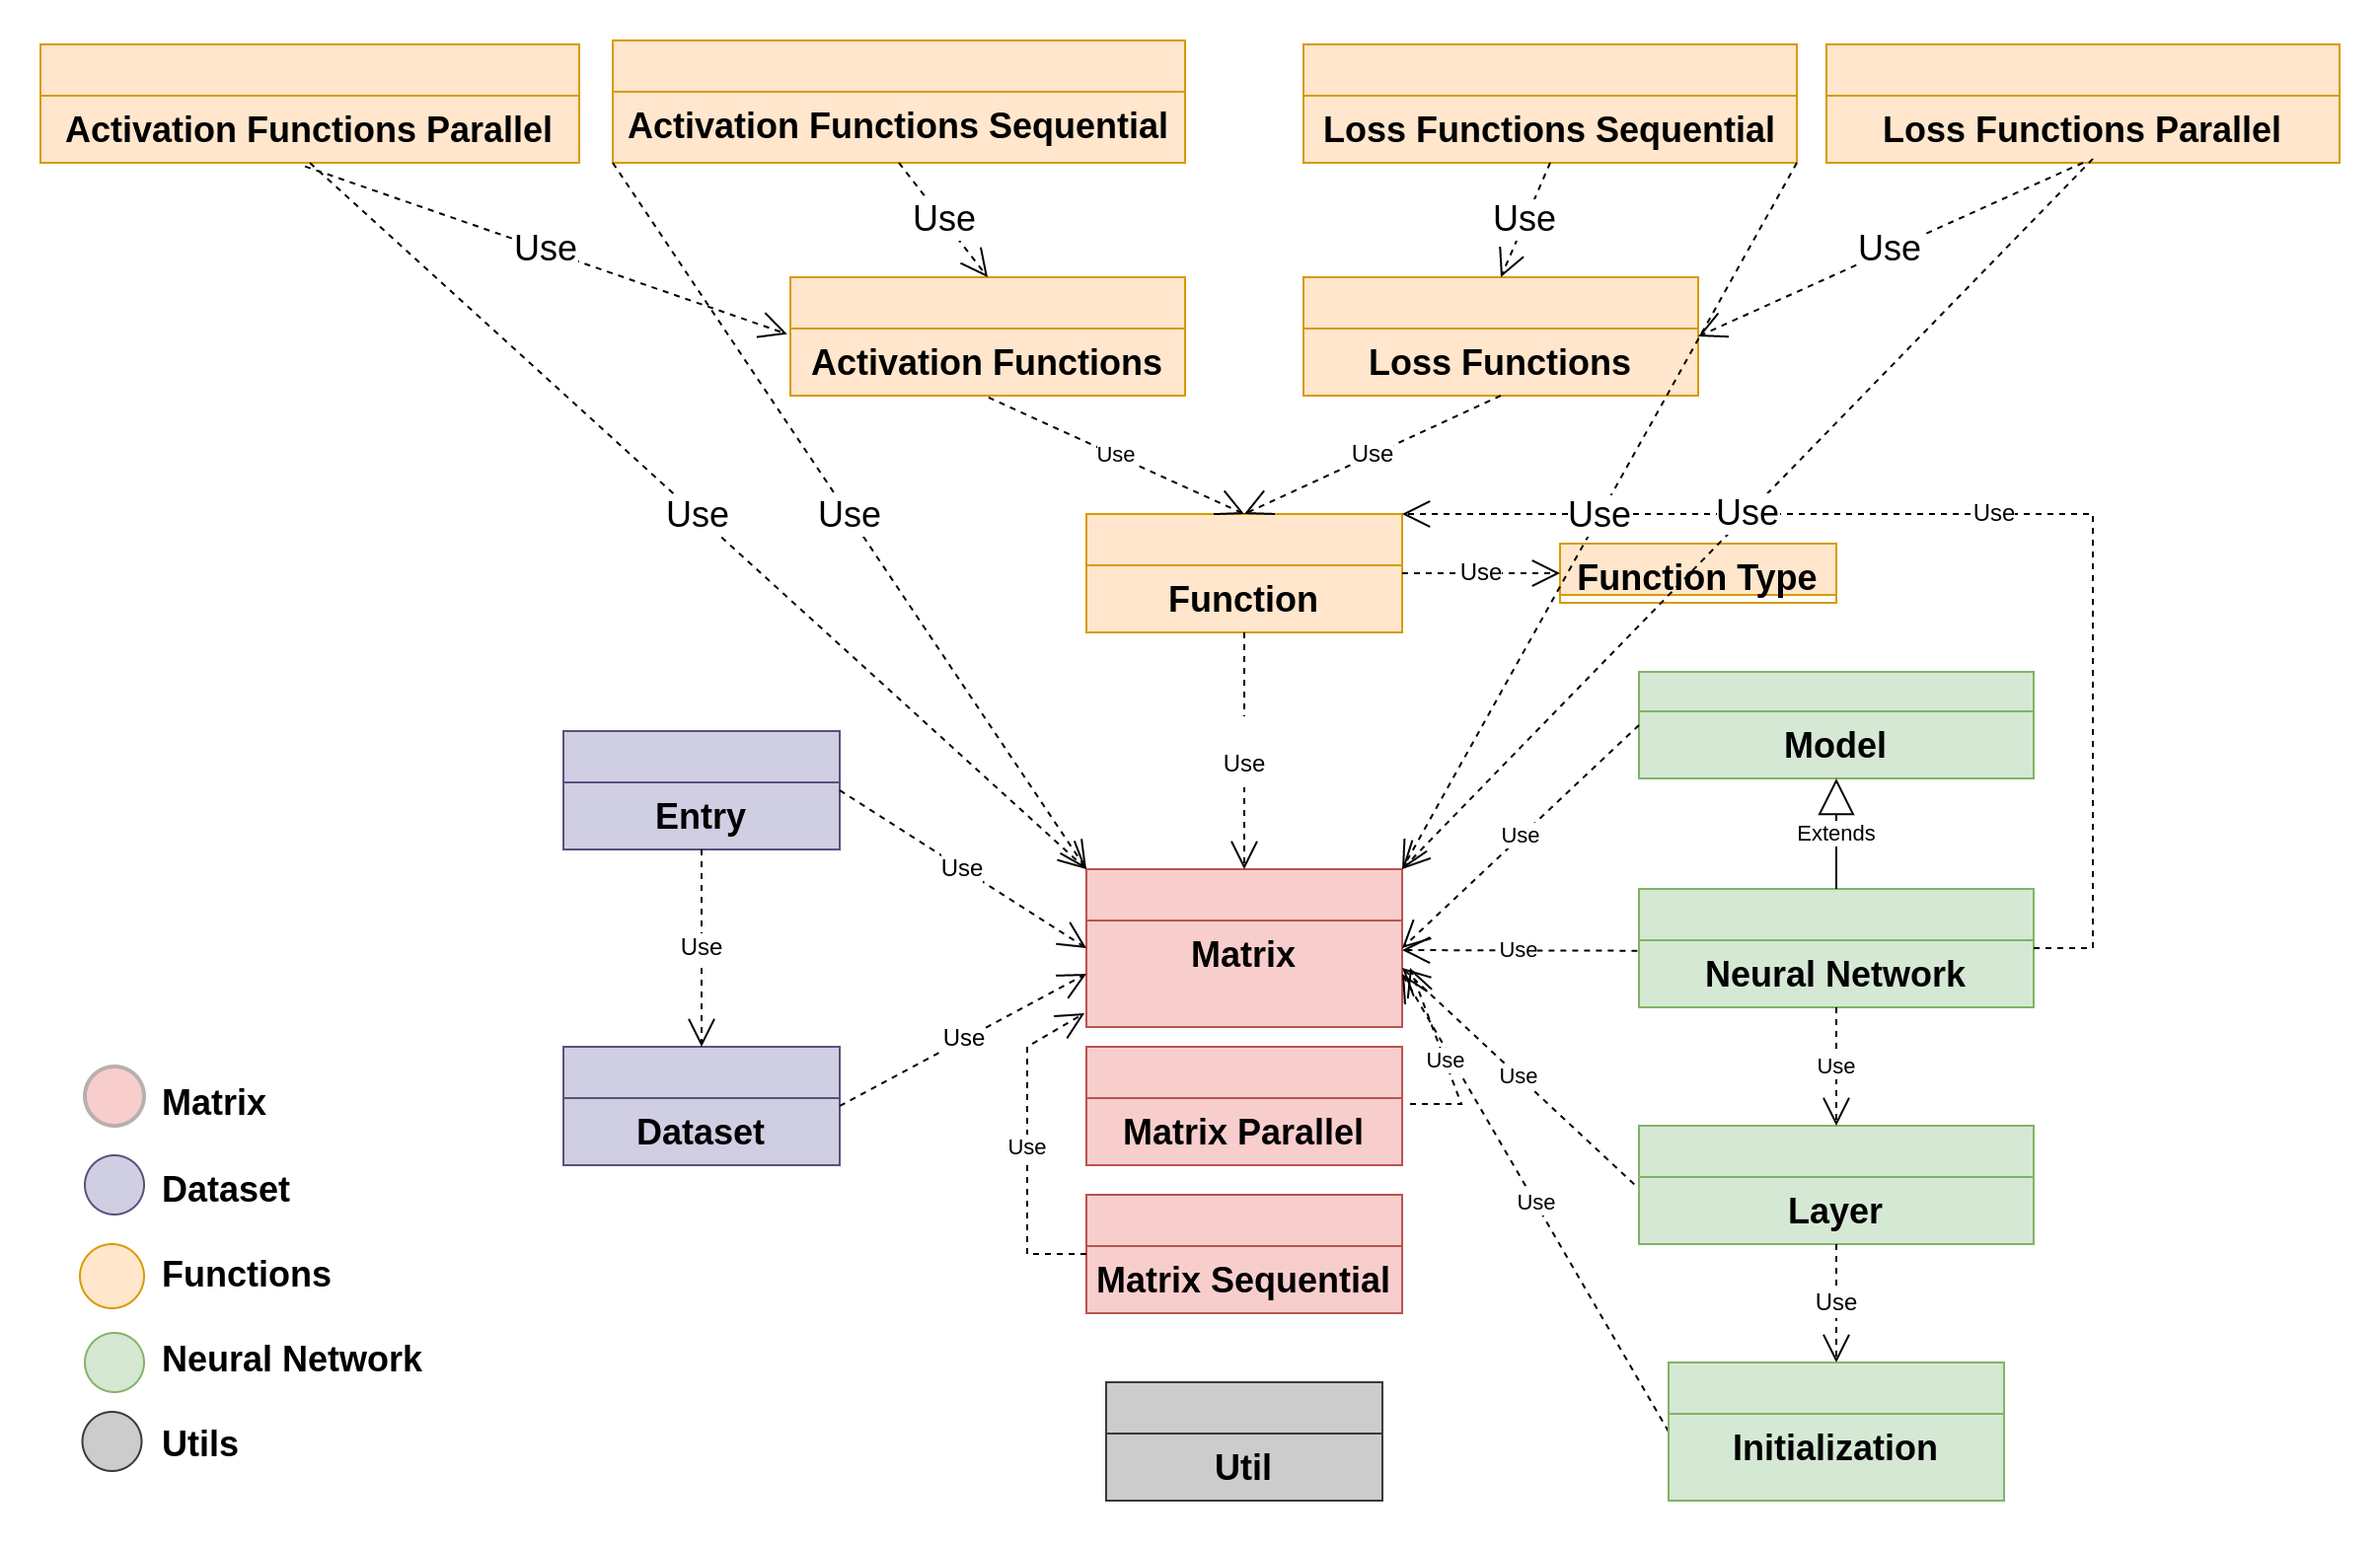 Activation Functions Parallel
Activation Functions Sequential
Loss Functions Sequential
Loss Functions Parallel
Use
Use
Use
Use
Activation Functions
Loss Functions
Use
Use
Use
Use
Use
Use
Use
Function
Use
Function Type
Model
Use
Entry
Use
Extends
Use
Matrix
Use
Use
Neural Network
Use
Use
Use
Use
Use
Matrix
Dataset
Matrix Parallel
Use
Dataset
Use
Layer
Functions
Matrix Sequential
Use
Neural Network
Utils
Util
Initialization